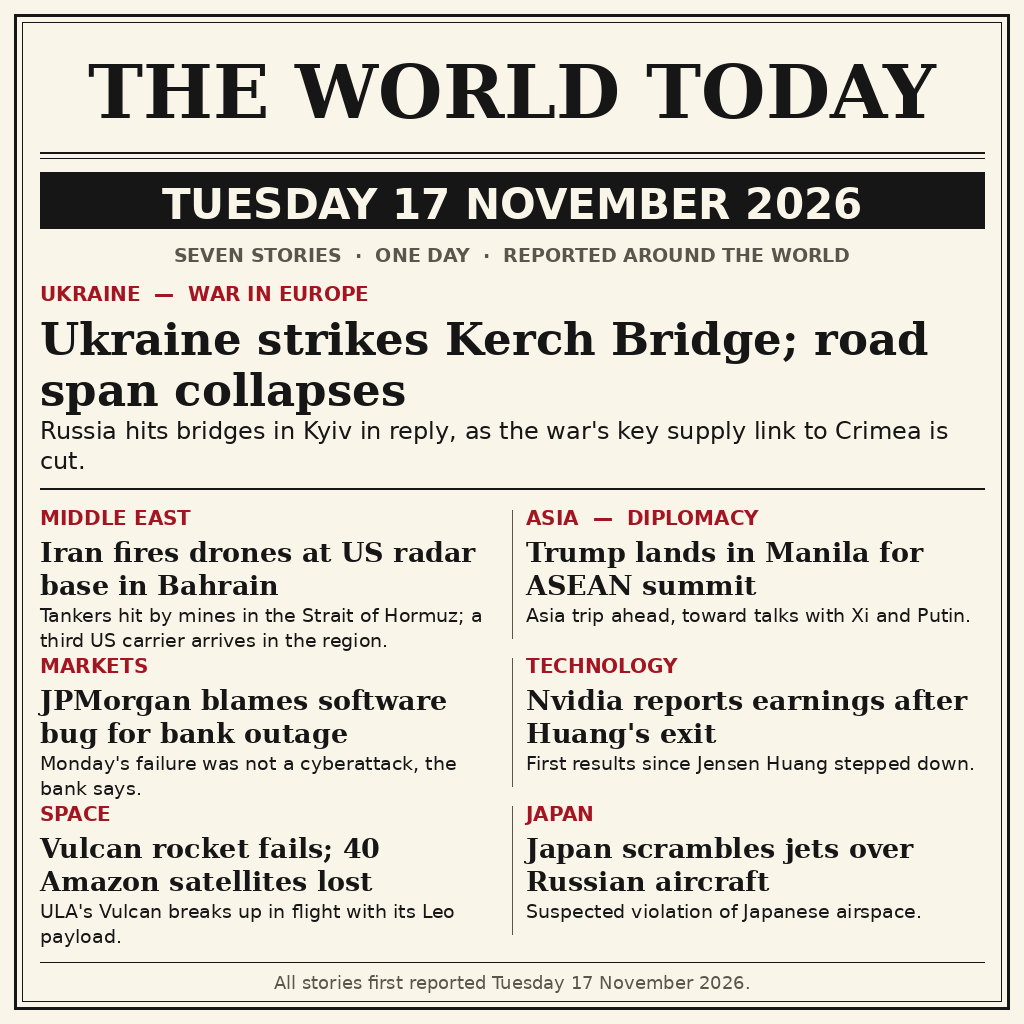 THE WORLD TODAY
TUESDAY 17 NOVEMBER 2026
SEVEN STORIES · ONE DAY · REPORTED AROUND THE WORLD
UKRAINE — WAR IN EUROPE
Ukraine strikes Kerch Bridge; road
span collapses
Russia hits bridges in Kyiv in reply, as the war's key supply link to Crimea is
cut.
MIDDLE EAST
Iran fires drones at US radar
base in Bahrain
Tankers hit by mines in the Strait of Hormuz; a
third US carrier arrives in the region.
ASIA — DIPLOMACY
Trump lands in Manila for
ASEAN summit
Asia trip ahead, toward talks with Xi and Putin.
MARKETS
JPMorgan blames software
bug for bank outage
Monday's failure was not a cyberattack, the
bank says.
TECHNOLOGY
Nvidia reports earnings after
Huang's exit
First results since Jensen Huang stepped down.
SPACE
Vulcan rocket fails; 40
Amazon satellites lost
ULA's Vulcan breaks up in flight with its Leo
payload.
JAPAN
Japan scrambles jets over
Russian aircraft
Suspected violation of Japanese airspace.
All stories first reported Tuesday 17 November 2026.